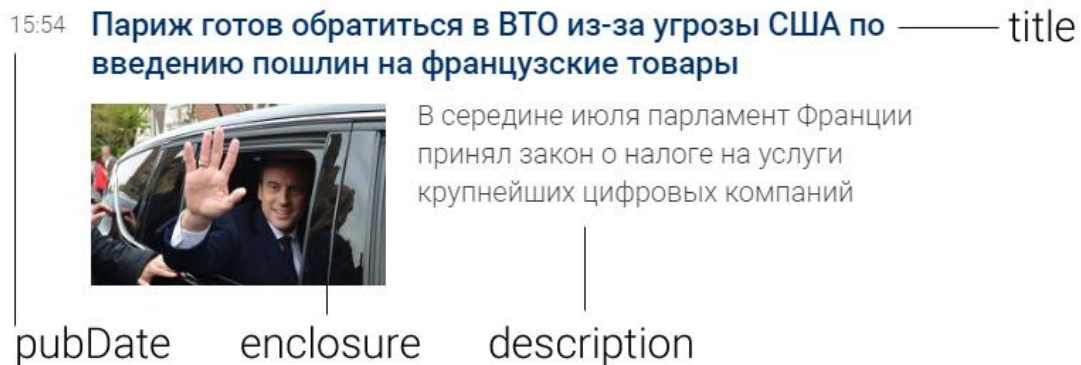 15:54
Париж готов обратиться в ВТО из-за угрозы США по
введению пошлин на французские товары
title
В середине июля парламент Франции
принял закон о налоге на услуги
крупнейших цифровых компаний
pubDate
enclosure
description